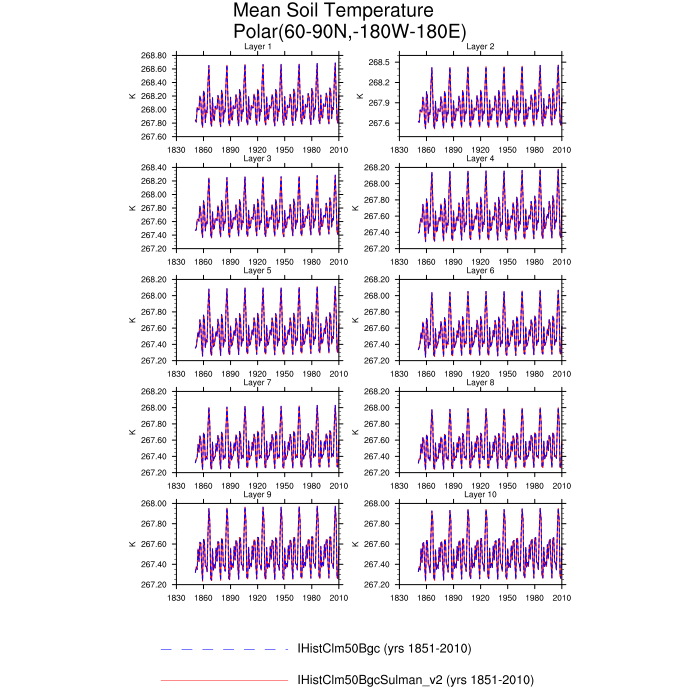 Mean Soil Temperature
Polar(60-90N,-180W-180E)
Layer 1
268.80
268.60
268.40
268.20
268.00
267.80
267.60
K
1830 1860 1890 1920 1950 1980 2010
Layer 2
268.5
268.2
267.9
267.6
K
1830 1860 1890 1920 1950 1980 2010
Layer 3
268.40
268.20
268.00
267.80
267.60
267.40
267.20
K
1830 1860 1890 1920 1950 1980 2010
Layer 4
268.20
268.00
267.80
267.60
267.40
267.20
K
1830 1860 1890 1920 1950 1980 2010
Layer 5
268.20
268.00
267.80
267.60
267.40
267.20
K
1830 1860 1890 1920 1950 1980 2010
Layer 6
268.20
268.00
267.80
267.60
267.40
267.20
K
1830 1860 1890 1920 1950 1980 2010
Layer 7
268.20
268.00
267.80
267.60
267.40
267.20
K
1830 1860 1890 1920 1950 1980 2010
Layer 8
268.20
268.00
267.80
267.60
267.40
267.20
K
1830 1860 1890 1920 1950 1980 2010
Layer 9
268.00
267.80
267.60
267.40
267.20
K
1830 1860 1890 1920 1950 1980 2010
Layer 10
268.00
267.80
267.60
267.40
267.20
K
1830 1860 1890 1920 1950 1980 2010
IHistClm50Bgc (yrs 1851-2010)
IHistClm50BgcSulman_v2 (yrs 1851-2010)